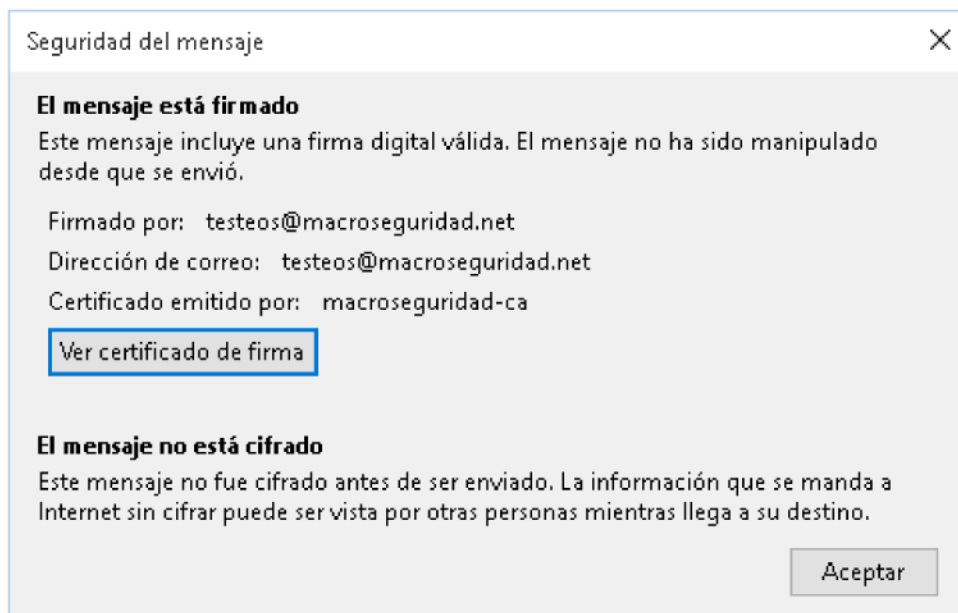 Seguridad del mensaje
El mensaje está firmado
Este mensaje incluye una firma digital válida. El mensaje no ha sido manipulado
desde que se envió.
Firmado por: testeos@macroseguridad.net
Dirección de correo: testeos@macroseguridad.net
Certificado emitido por: macroseguridad-ca
Ver certificado de firma
El mensaje no está cifrado
Este mensaje no fue cifrado antes de ser enviado. La información que se manda a
Internet sin cifrar puede ser vista por otras personas mientras llega a su destino.
Aceptar